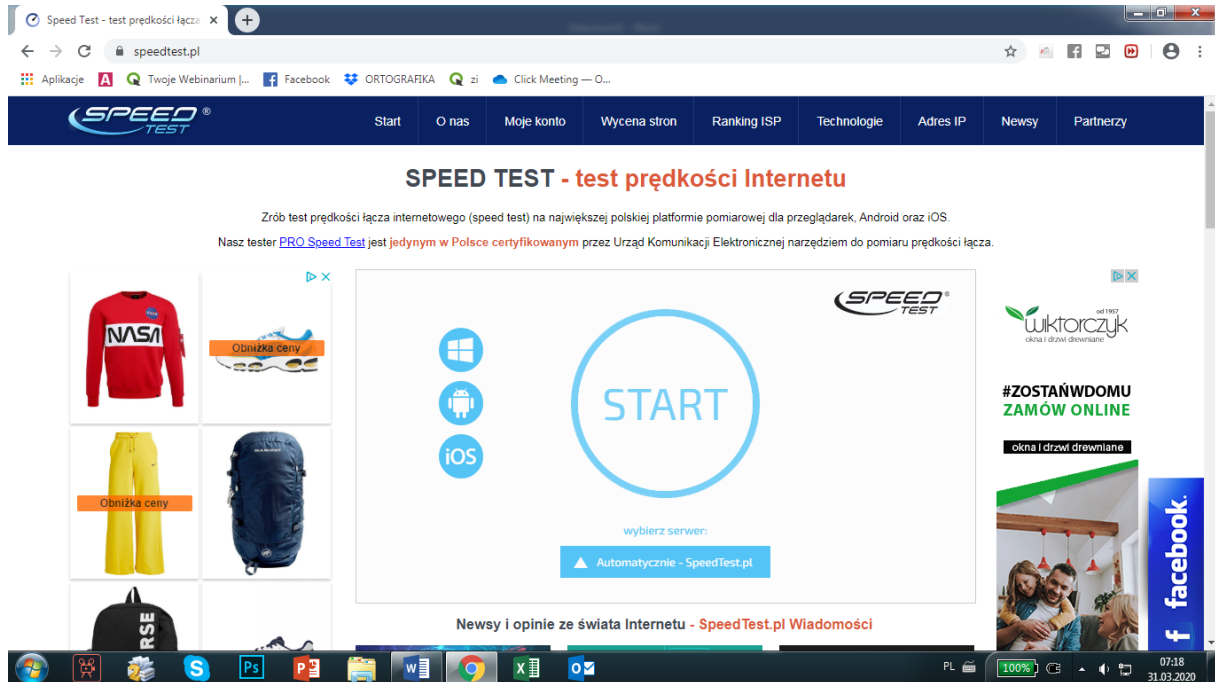 Speed Test - test prędkości łącza
speedtest.pl
Aplikacje Twoje Webinarium |... Facebook ORTOGRAFIKA zi Click Meeting — O...
SPEED TEST ®
Start O nas Moje konto Wycena stron Ranking ISP Technologie Adres IP Newsy Partnerzy
SPEED TEST - test prędkości Internetu
Zrób test prędkości łącza internetowego (speed test) na największej polskiej platformie pomiarowej dla przeglądarek, Android oraz iOS.
Nasz tester PRO Speed Test jest jedynym w Polsce certyfikowanym przez Urząd Komunikacji Elektronicznej narzędziem do pomiaru prędkości łącza.
NASA
Obniżka ceny
MAMMUT
Obniżka ceny
RSE
SPEED TEST ®
iOS
START
wybierz serwer:
Automatycznie - SpeedTest.pl
od 1957
wiktorczyk
okna i drzwi drewniane
#ZOSTAŃWDOMU
ZAMÓW ONLINE
okna i drzwi drewniane
facebook.
Newsy i opinie ze świata Internetu - SpeedTest.pl Wiadomości
PL 100% 07:18
31.03.2020